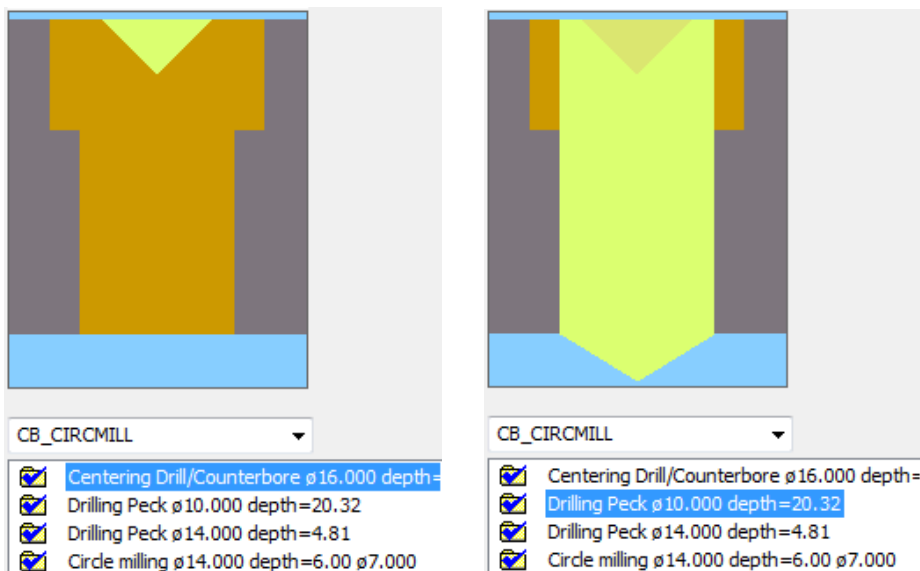 CB_CIRCMILL
Centering Drill/Counterbore ø16.000 depth=
Drilling Peck ø10.000 depth=20.32
Drilling Peck ø14.000 depth=4.81
Circle milling ø14.000 depth=6.00 ø7.000
CB_CIRCMILL
Centering Drill/Counterbore ø16.000 depth=
Drilling Peck ø10.000 depth=20.32
Drilling Peck ø14.000 depth=4.81
Circle milling ø14.000 depth=6.00 ø7.000